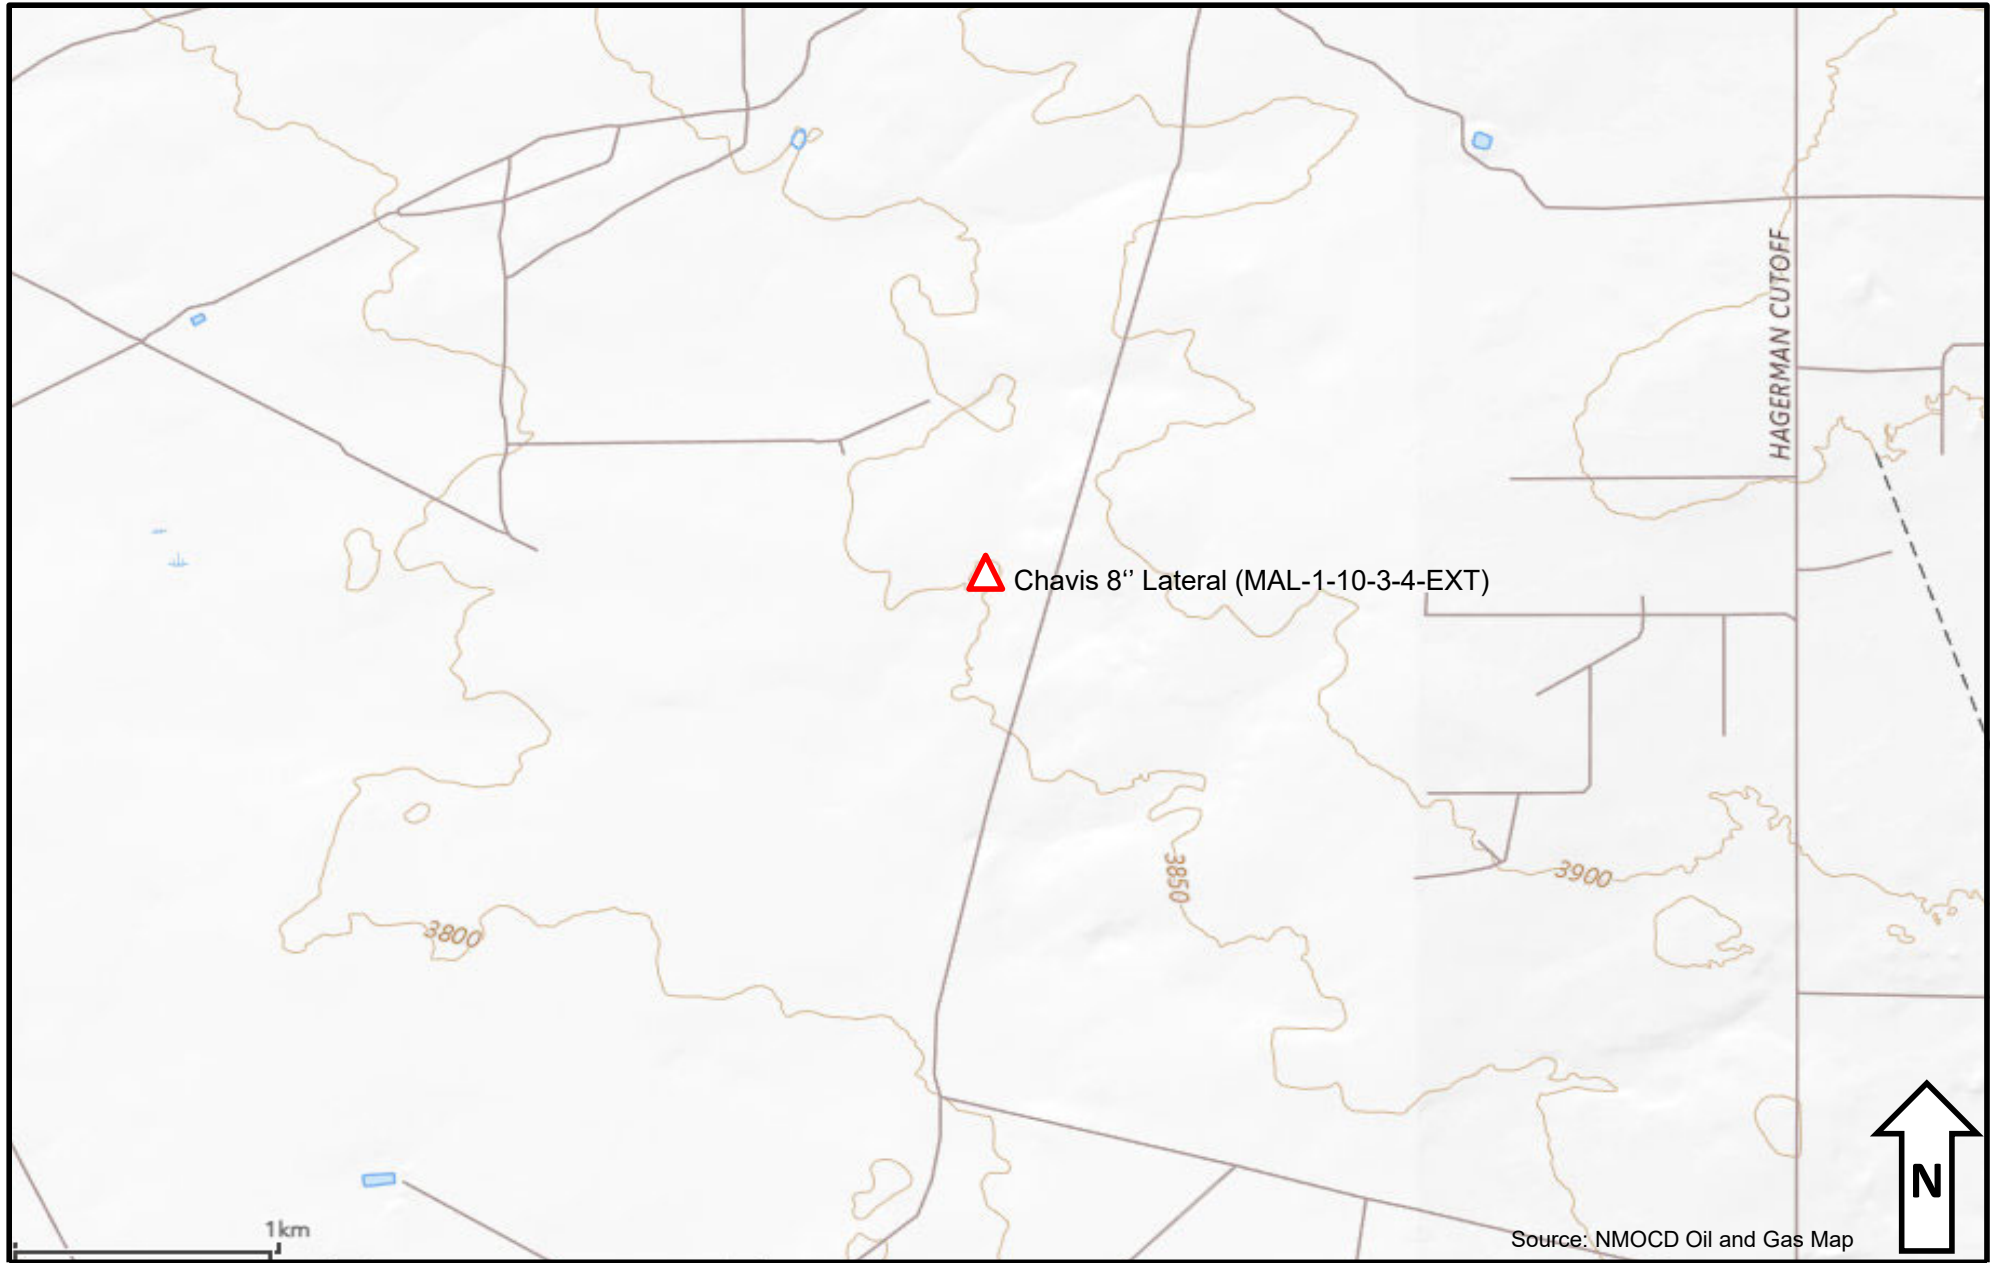 HAGERMAN CUTOFF
Chavis 8‘’ Lateral (MAL-1-10-3-4-EXT)
3850
3900
3800
N
1km
Source: NMOCD Oil and Gas Map